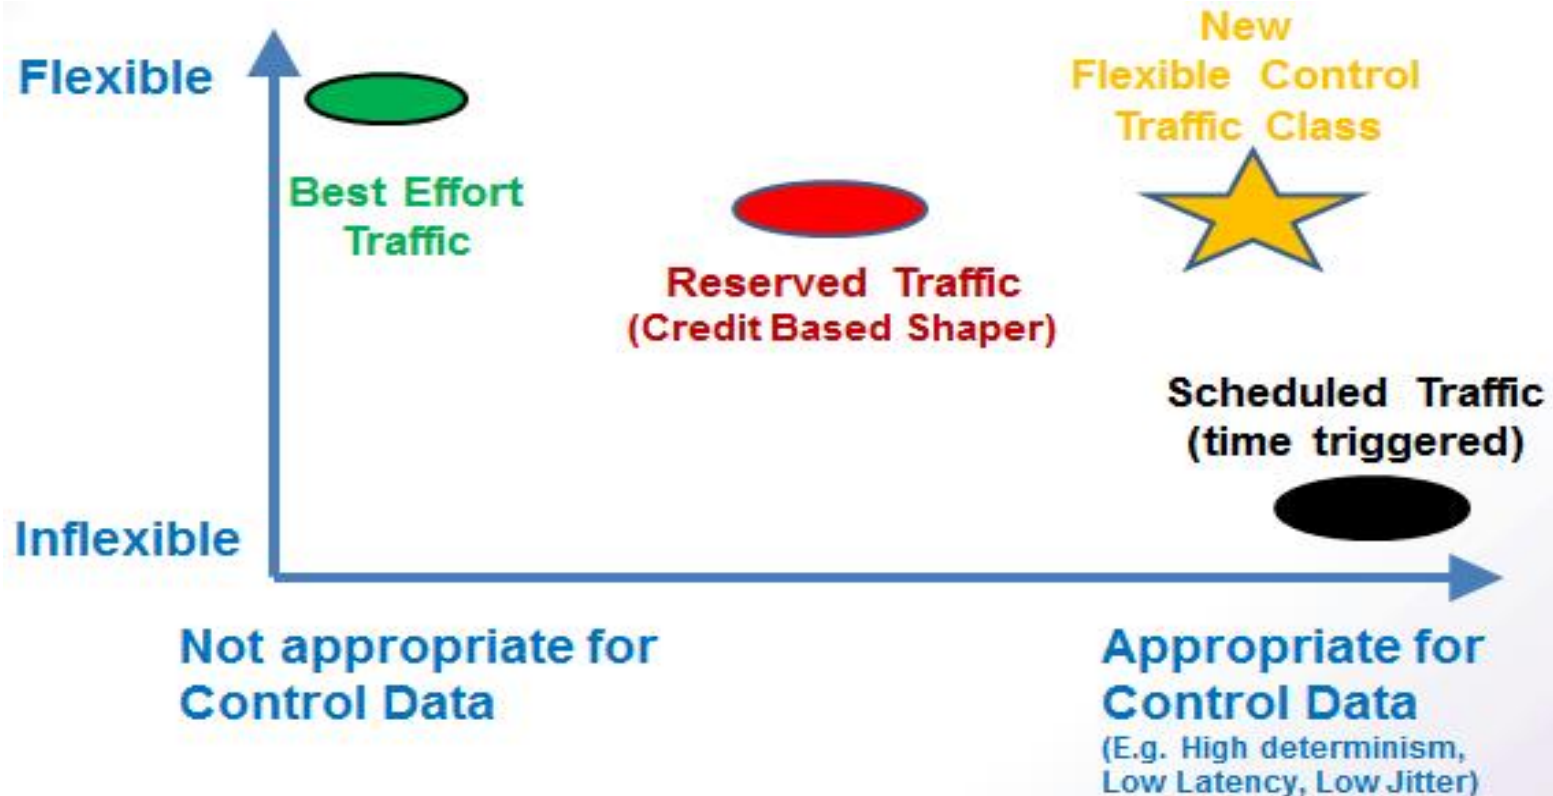 New
Flexible Control
Traffic Class
Flexible
Best Effort
Traffic
Reserved Traffic
(Credit Based Shaper)
Scheduled Traffic
(time triggered)
Inflexible
Not appropriate for
Control Data
Appropriate for
Control Data
(E.g. High determinism,
Low Latency, Low Jitter)